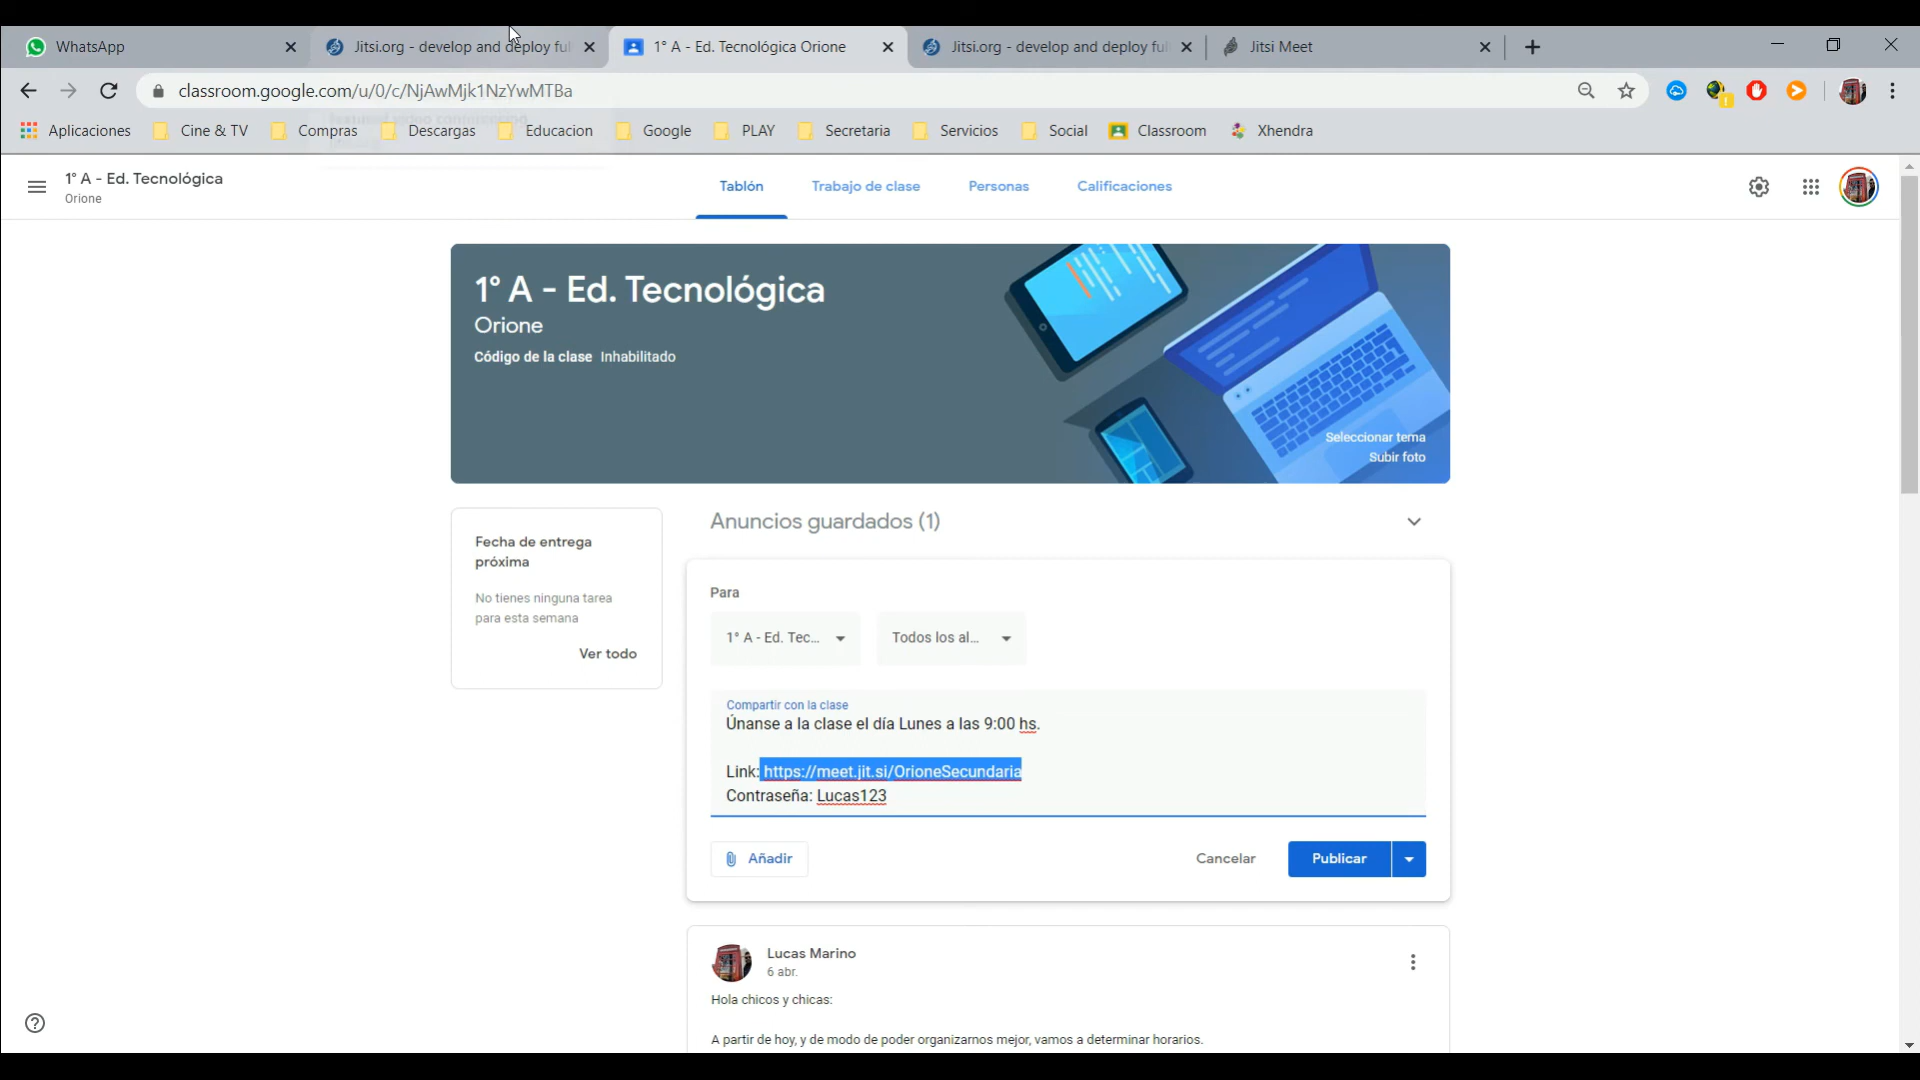 WhatsApp
Jitsi.org - develop and deploy ful
1° A - Ed. Tecnológica Orione
Jitsi.org - develop and deploy ful
Jitsi Meet
classroom.google.com/u/0/c/NjAwMjk1NzYwMTBa
Aplicaciones
Cine & TV
Compras
Descargas
Educacion
Google
PLAY
Secretaria
Servicios
Social
Classroom
Xhendra
1° A - Ed. Tecnológica
Orione
Tablón
Trabajo de clase
Personas
Calificaciones
1° A - Ed. Tecnológica
Orione
Código de la clase Inhabilitado
Seleccionar tema
Subir foto
Fecha de entrega
próxima
No tienes ninguna tarea
para esta semana
Ver todo
Anuncios guardados (1)
Para
1° A - Ed. Tec...
Todos los al...
Compartir con la clase
Únanse a la clase el día Lunes a las 9:00 hs.
Link: https://meet.jit.si/OrioneSecundaria
Contraseña: Lucas123
Añadir
Cancelar
Publicar
Lucas Marino
6 abr.
Hola chicos y chicas:
A partir de hoy, y de modo de poder organizarnos mejor, vamos a determinar horarios.